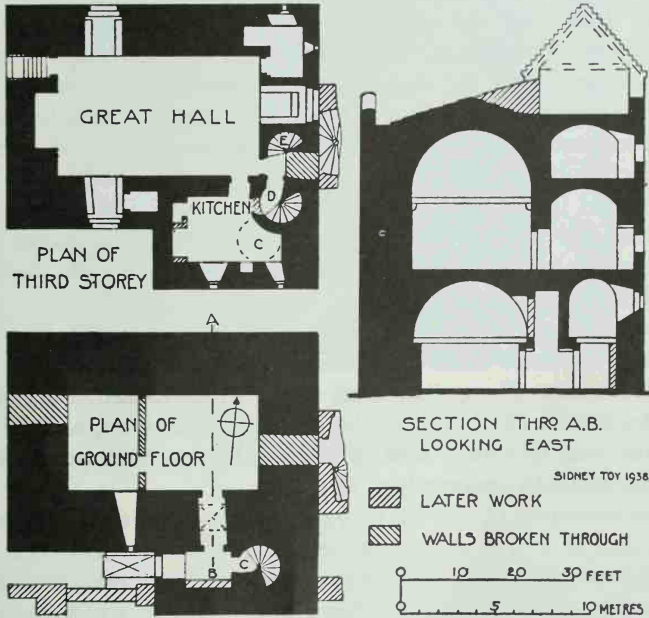 GREAT HALL
E
D
KITCHEN
C
PLAN OF
THIRD STOREY
A
PLAN OF
GROUND FLOOR
B
C
SECTION THRO A.B.
LOOKING EAST
SIDNEY TOY 1938
LATER WORK
WALLS BROKEN THROUGH
0 10 20 30 FEET
0 5 10 METRES